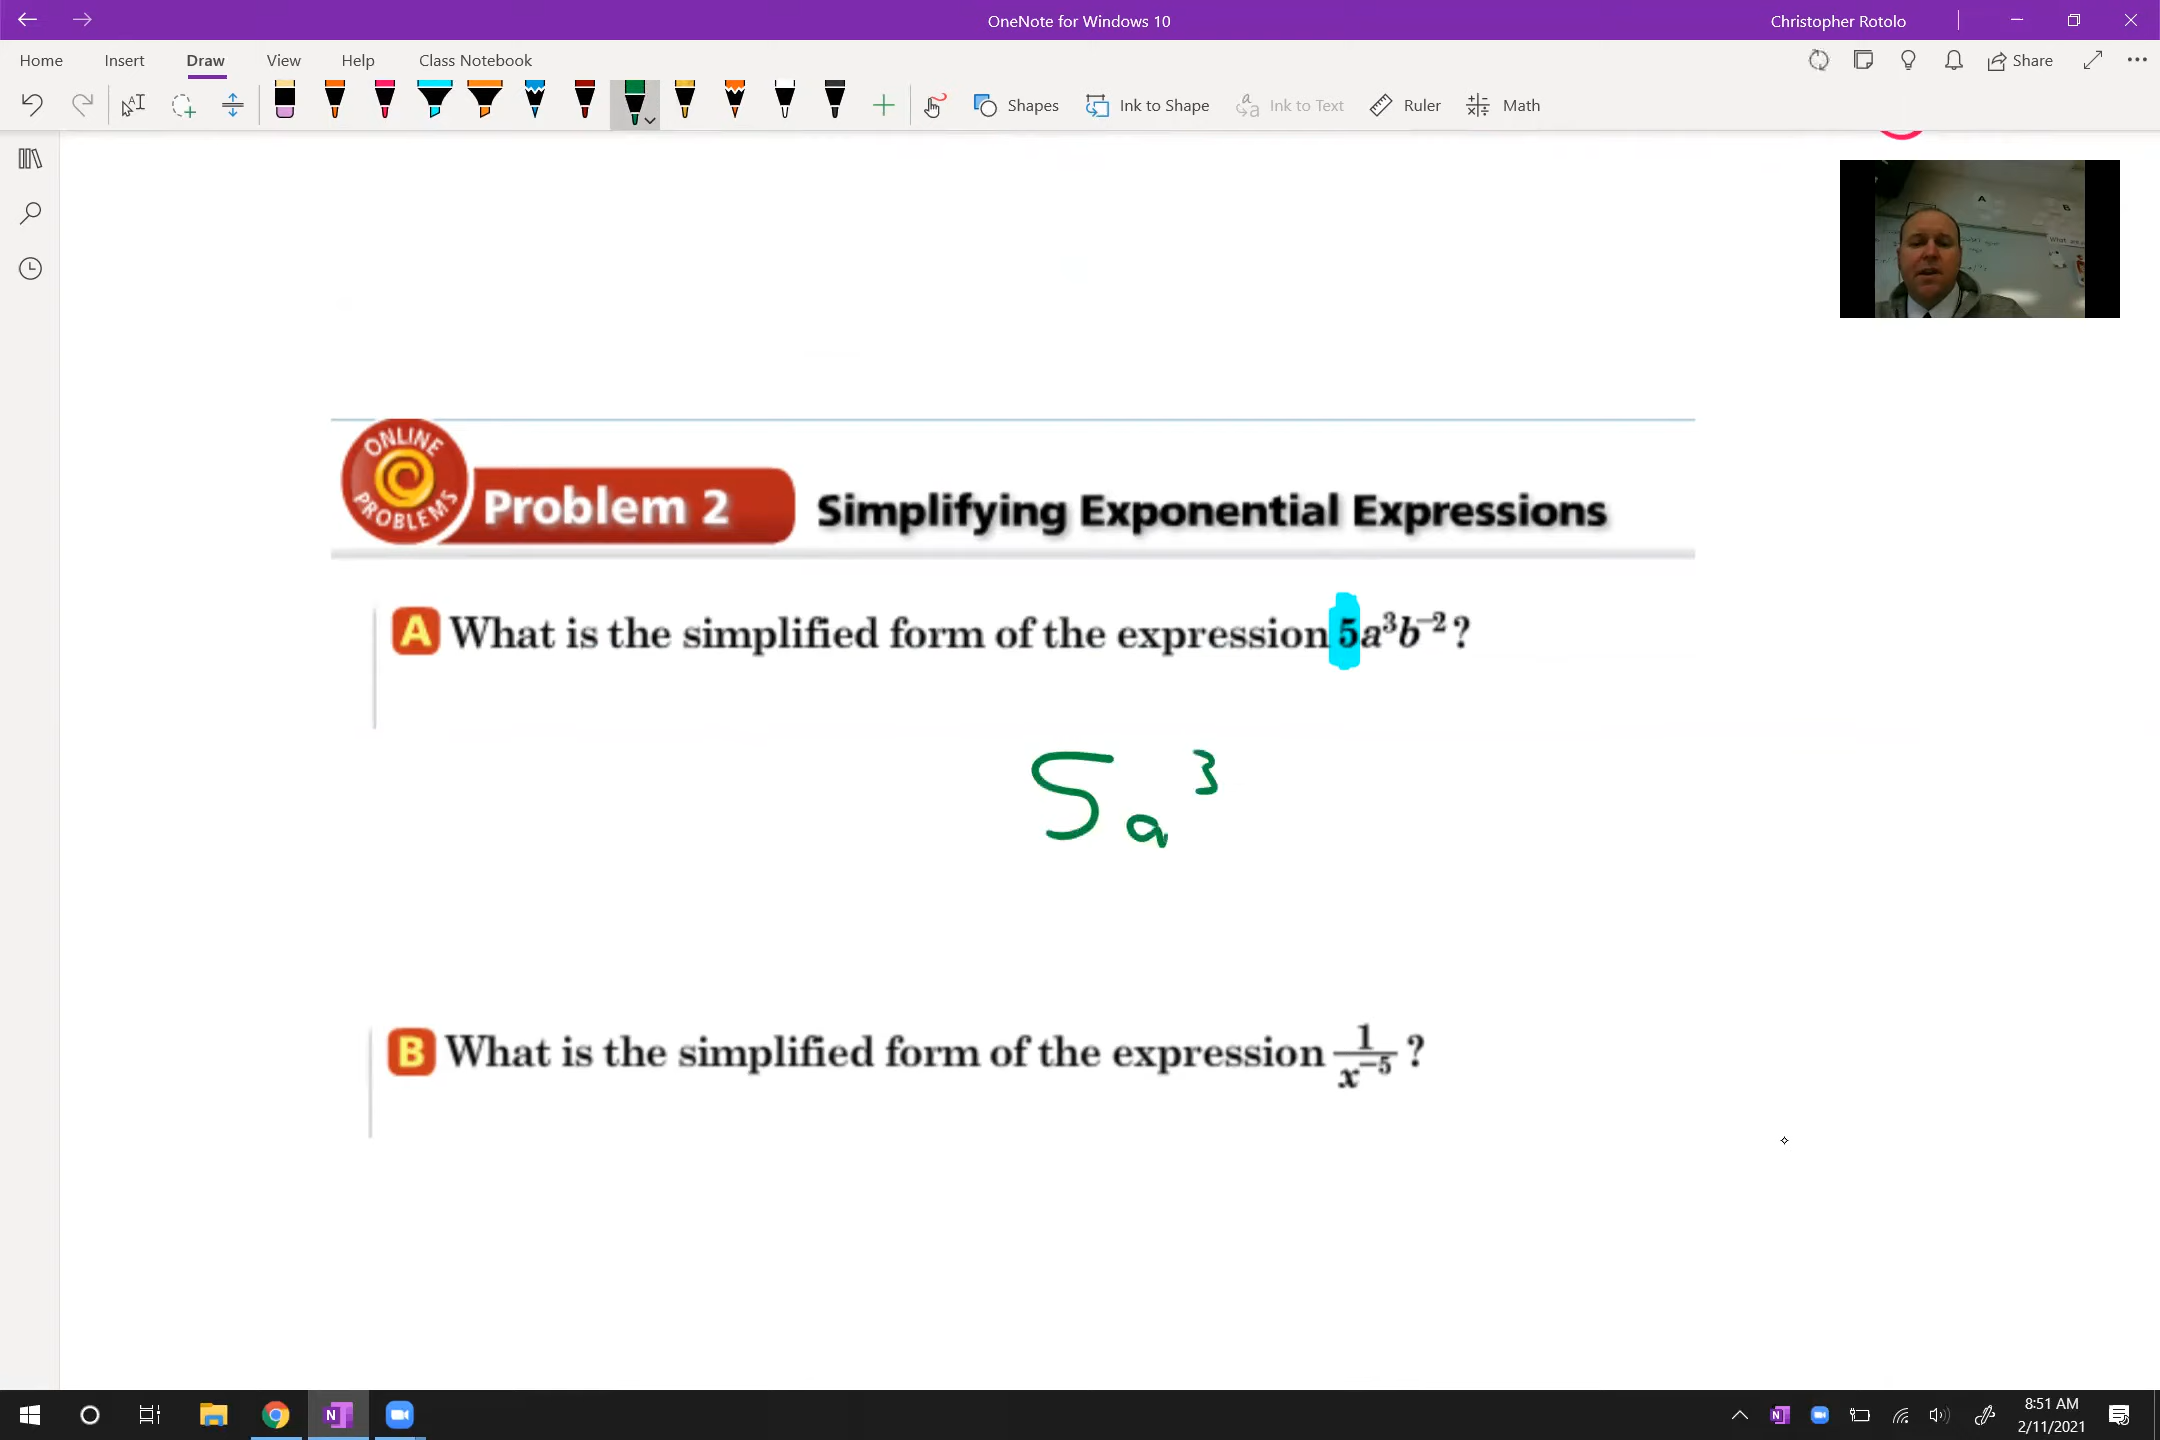 OneNote for Windows 10
Christopher Rotolo
Home Insert Draw View Help Class Notebook
Share
Shapes Ink to Shape Ink to Text Ruler Math
A
B
ONLINE PROBLEMS
Problem 2 Simplifying Exponential Expressions
A What is the simplified form of the expression 5a³b⁻²?
5a³
B What is the simplified form of the expression 1/x⁻⁵?
8:51 AM
2/11/2021